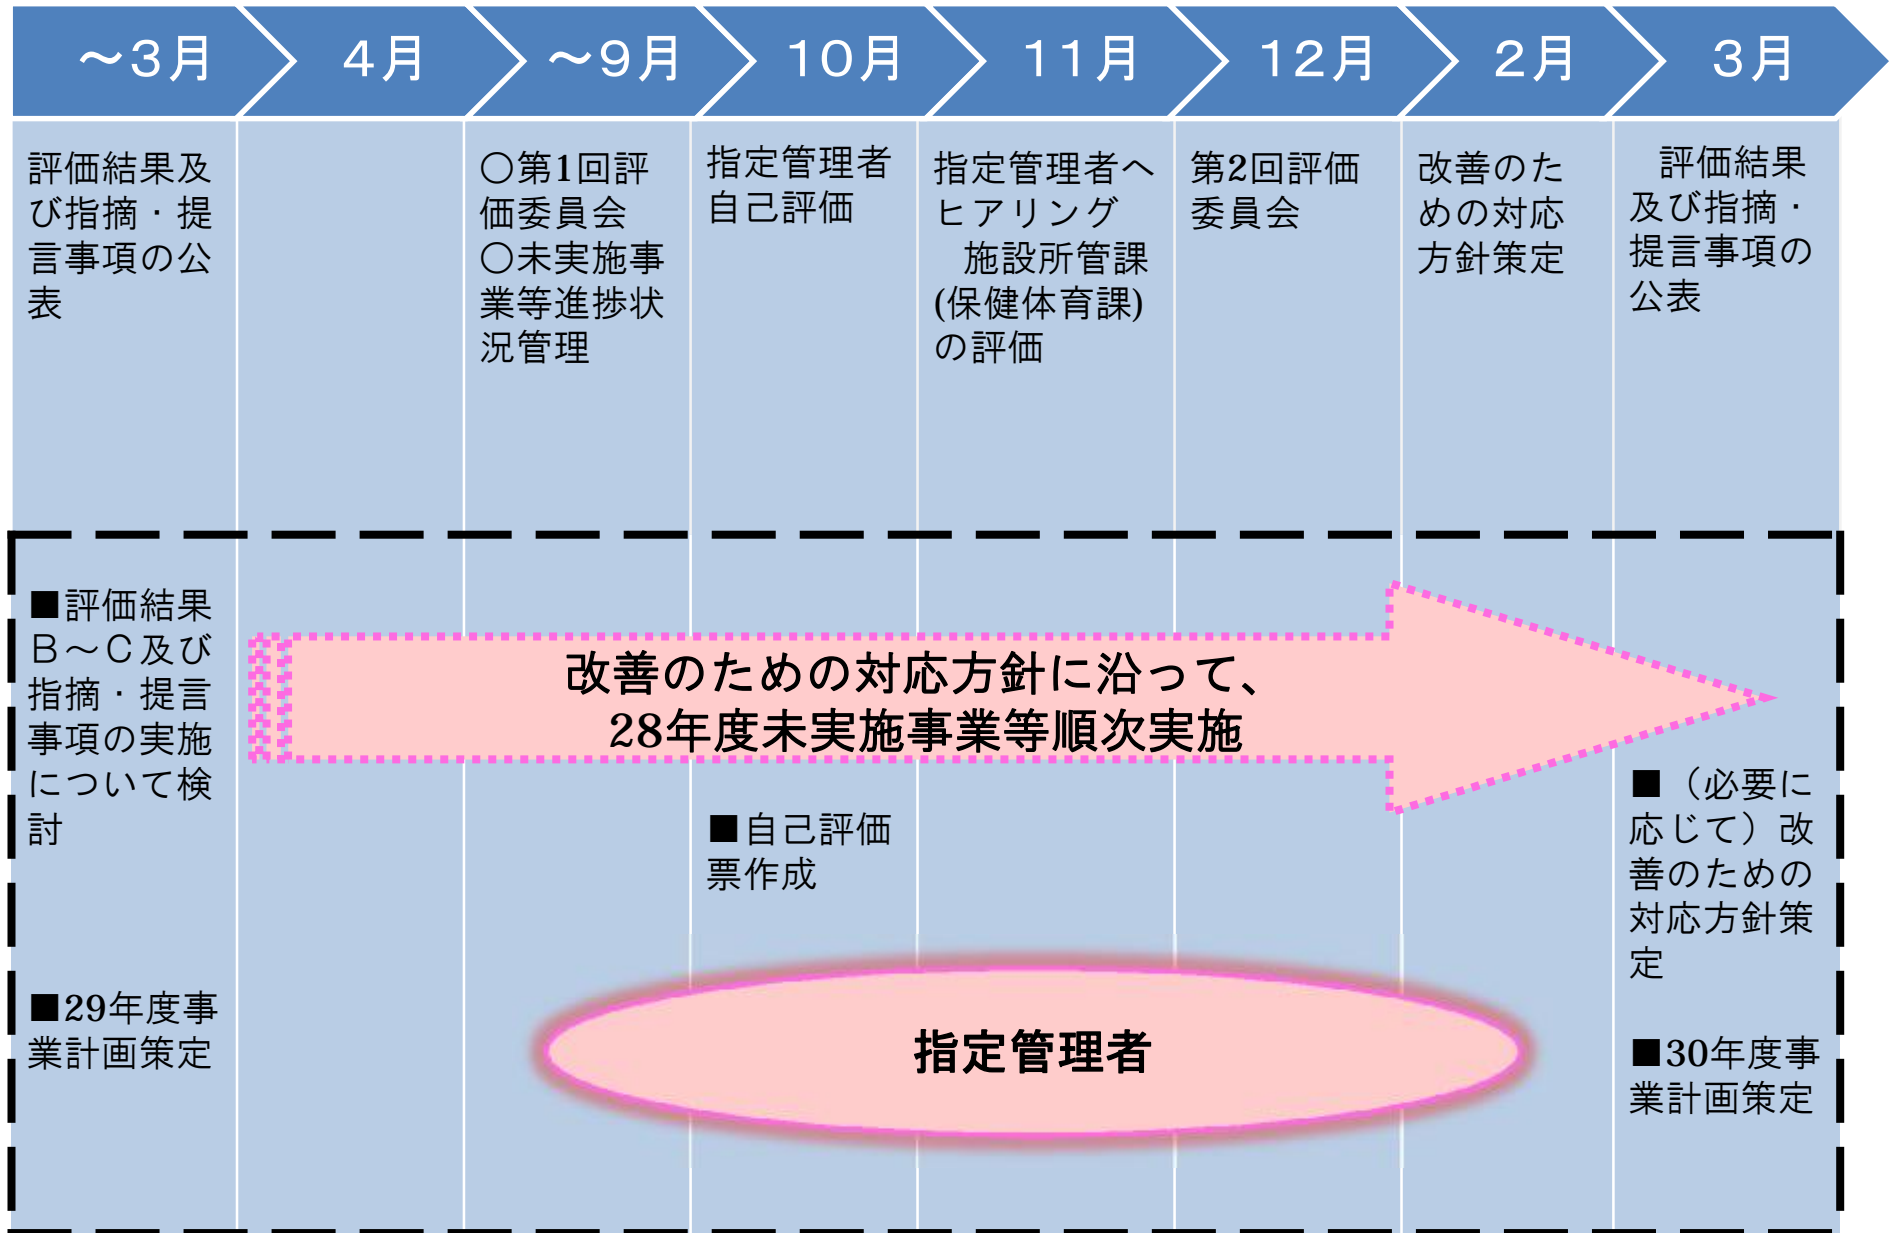 ～3月
4月
～9月
10月
11月
12月
2月
3月
評価結果及
び指摘・提
言事項の公
表
〇第1回評
価委員会
〇未実施事
業等進捗状
況管理
指定管理者
自己評価
指定管理者へ
ヒアリング
施設所管課
(保健体育課)
の評価
第2回評価
委員会
改善のた
めの対応
方針策定
評価結果
及び指摘・
提言事項の
公表
■評価結果
Ｂ～Ｃ及び
指摘・提言
事項の実施
について検
討
■29年度事
業計画策定
改善のための対応方針に沿って、
28年度未実施事業等順次実施
■自己評価
票作成
指定管理者
■（必要に
応じて）改
善のための
対応方針策
定
■30年度事
業計画策定